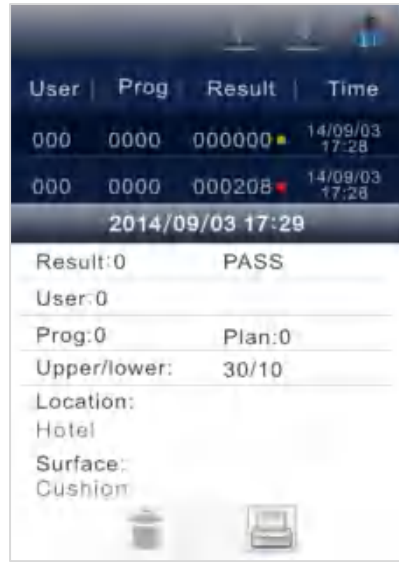 User | Prog | Result | Time
000 0000 000000 14/09/03 17:28
000 0000 000208 14/09/03 17:28
2014/09/03 17:29
Result:0 PASS
User:0
Prog:0 Plan:0
Upper/lower: 30/10
Location:
Hotel
Surface:
Cushion